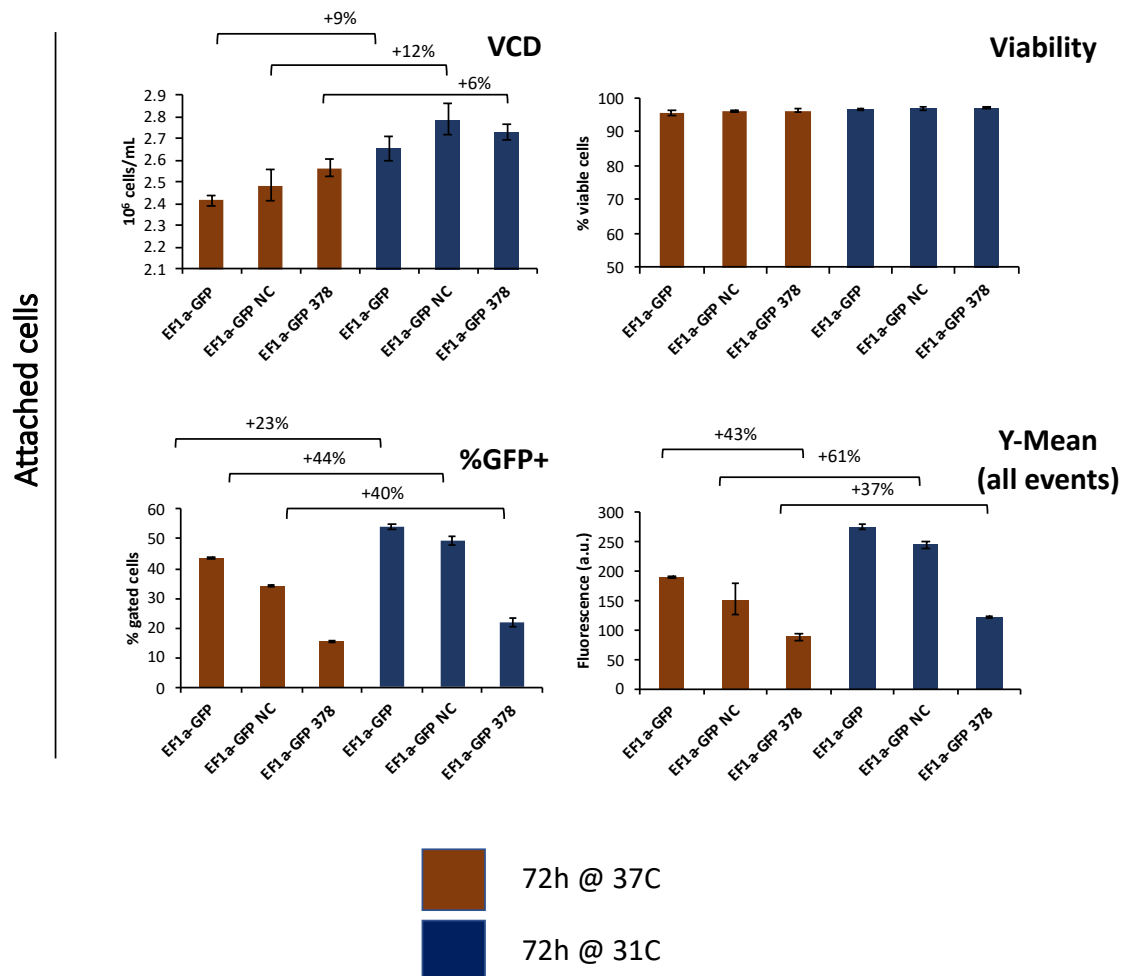 Attached cells
+9%
VCD
+12%
+6%
10⁶ cells/mL
2.9
2.8
2.7
2.6
2.5
2.4
2.3
2.2
2.1
EF1a-GFP
EF1a-GFP NC
EF1a-GFP 378
EF1a-GFP
EF1a-GFP NC
EF1a-GFP 378
Viability
% viable cells
100
90
80
70
60
50
EF1a-GFP
EF1a-GFP NC
EF1a-GFP 378
EF1a-GFP
EF1a-GFP NC
EF1a-GFP 378
+23%
+44%
%GFP+
+40%
% gated cells
60
50
40
30
20
10
0
EF1a-GFP
EF1a-GFP NC
EF1a-GFP 378
EF1a-GFP
EF1a-GFP NC
EF1a-GFP 378
+43%
Y-Mean
+61%
(all events)
+37%
Fluorescence (a.u.)
300
250
200
150
100
50
0
EF1a-GFP
EF1a-GFP NC
EF1a-GFP 378
EF1a-GFP
EF1a-GFP NC
EF1a-GFP 378
72h @ 37C
72h @ 31C